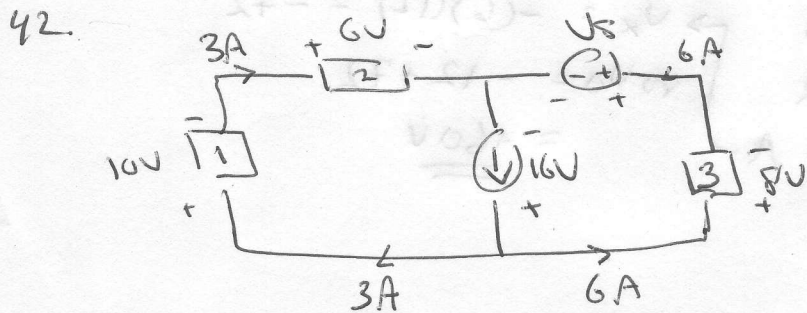 42.
3A + 6V - Vs 6A
2 - +
- +
10V - 1 + - 16V + 3 - 8V +
3A 6A